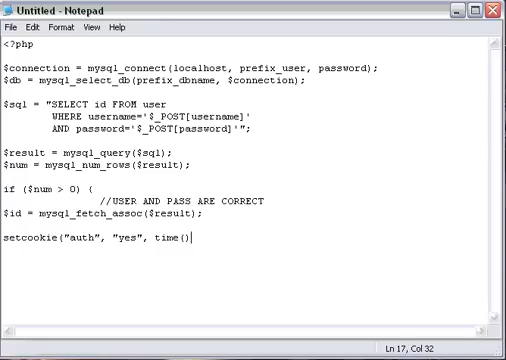 Untitled - Notepad
File Edit Format View Help
<?php
$connection = mysql_connect(localhost, prefix_user, password);
$db = mysql_select_db(prefix_dbname, $connection);
$sql = "SELECT id FROM user
WHERE username='$_POST[username]'
AND password='$_POST[password]'";
$result = mysql_query($sql);
$num = mysql_num_rows($result);
if ($num > 0) {
//USER AND PASS ARE CORRECT
$id = mysql_fetch_assoc($result);
setcookie("auth", "yes", time()
Ln 17, Col 32